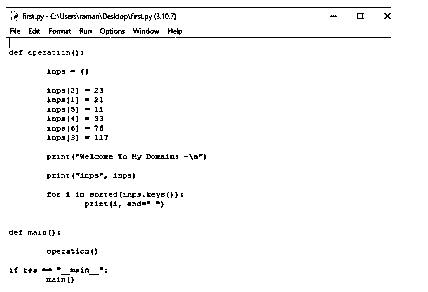 first.py - C:\Users\raman\Desktop\first.py (3.10.7)
File Edit Format Run Options Window Help
def operation():
inps = {}
inps[2] = 23
inps[1] = 21
inps[5] = 11
inps[4] = 33
inps[6] = 76
inps[3] = 117
print("Welcome To My Domain: -\n")
print("inps", inps)
for i in sorted(inps.keys()):
print(i, end=" ")
def main():
operation()
if == "__main__":
main()